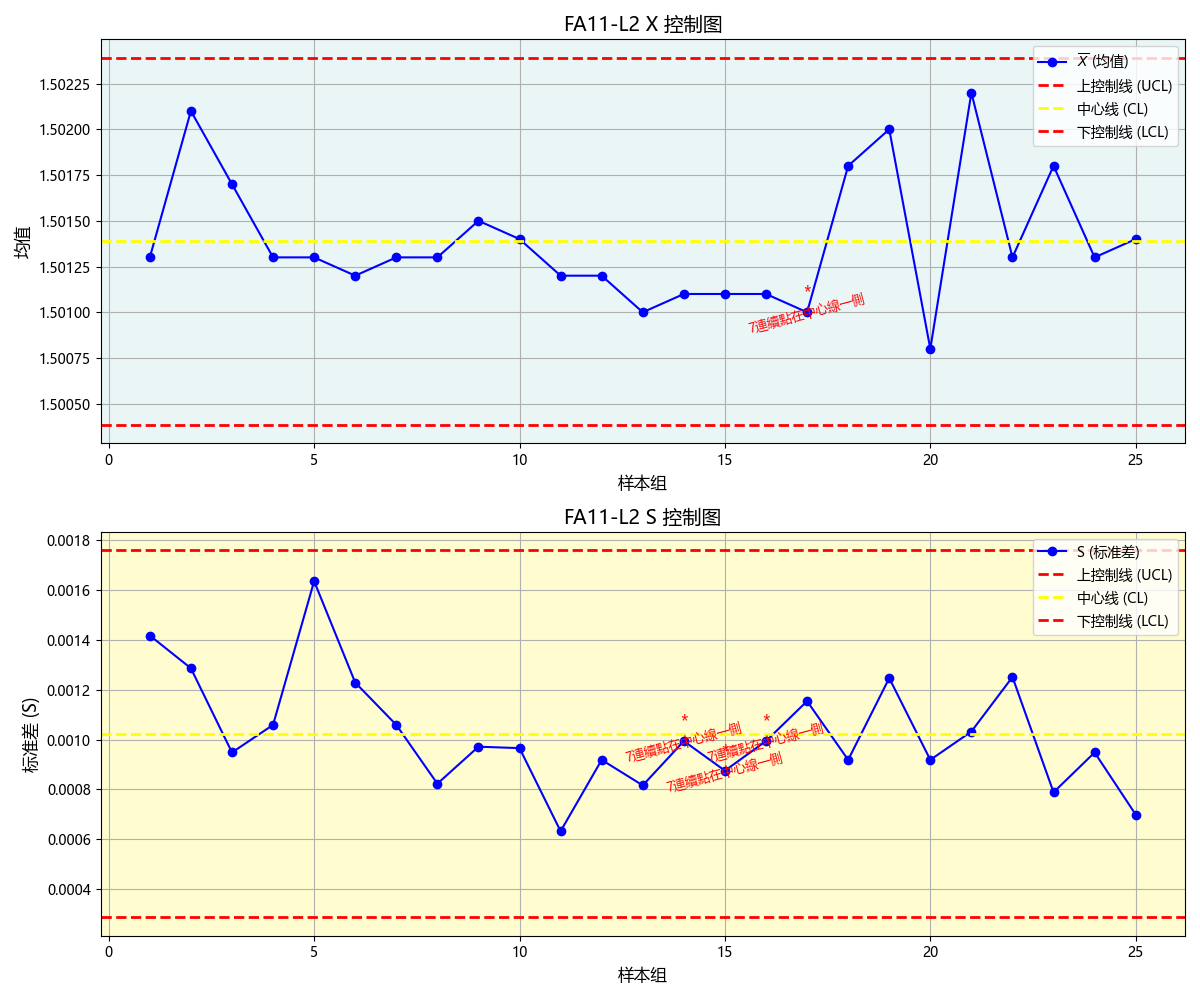 FA11-L2 X 控制图
X (均值)
上控制线 (UCL)
中心线 (CL)
下控制线 (LCL)
均值
1.50225
1.50200
1.50175
1.50150
1.50125
1.50100
1.50075
1.50050
*
7連續點在中心線一側
0 5 10 15 20 25
样本组
FA11-L2 S 控制图
S (标准差)
上控制线 (UCL)
中心线 (CL)
下控制线 (LCL)
标准差 (S)
0.0018
0.0016
0.0014
0.0012
0.0010
0.0008
0.0006
0.0004
* * *
7連續點在中心線一側
7連續點在中心線一側
7連續點在中心線一側
0 5 10 15 20 25
样本组